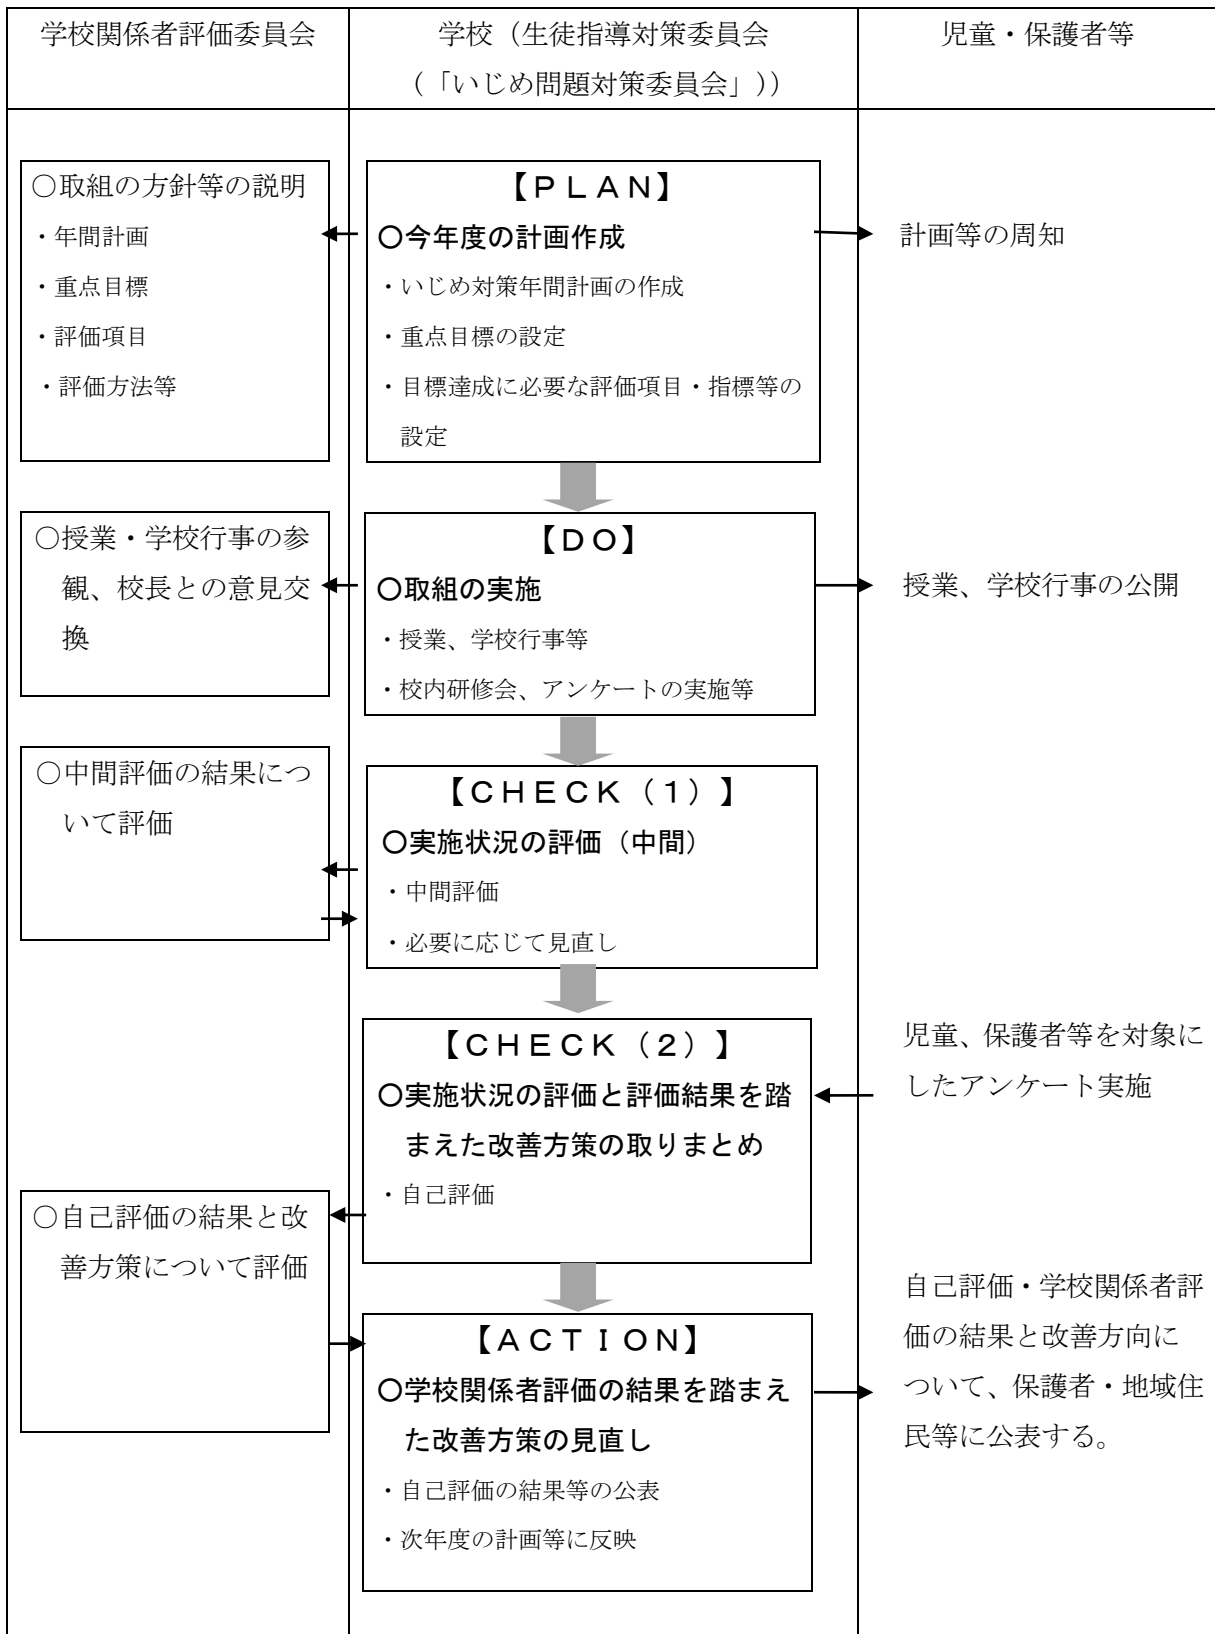 学校関係者評価委員会
学校（生徒指導対策委員会
（「いじめ問題対策委員会」））
児童・保護者等
〇取組の方針等の説明
・年間計画
・重点目標
・評価項目
・評価方法等
【ＰＬＡＮ】
〇今年度の計画作成
・いじめ対策年間計画の作成
・重点目標の設定
・目標達成に必要な評価項目・指標等の
設定
計画等の周知
〇授業・学校行事の参
観、校長との意見交
換
【ＤＯ】
〇取組の実施
・授業、学校行事等
・校内研修会、アンケートの実施等
授業、学校行事の公開
〇中間評価の結果につ
いて評価
【ＣＨＥＣＫ（１）】
〇実施状況の評価（中間）
・中間評価
・必要に応じて見直し
【ＣＨＥＣＫ（２）】
〇実施状況の評価と評価結果を踏
まえた改善方策の取りまとめ
・自己評価
児童、保護者等を対象に
したアンケート実施
〇自己評価の結果と改
善方策について評価
【ＡＣＴＩＯＮ】
〇学校関係者評価の結果を踏まえ
た改善方策の見直し
・自己評価の結果等の公表
・次年度の計画等に反映
自己評価・学校関係者評
価の結果と改善方向に
ついて、保護者・地域住
民等に公表する。